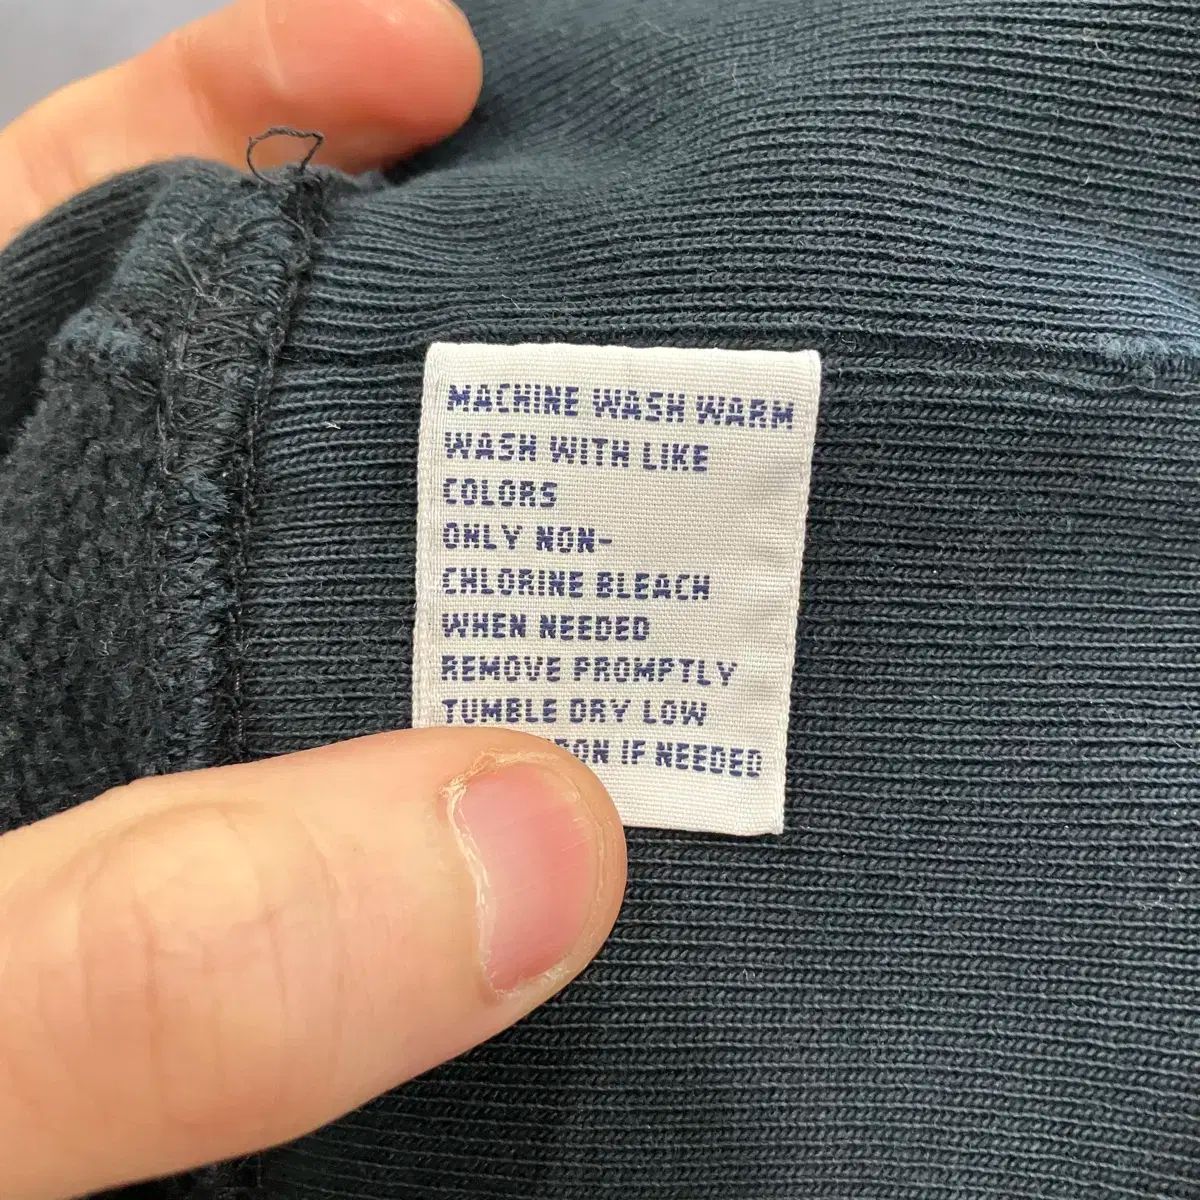 MACHINE WASH WARM
WASH WITH LIKE
COLORS
ONLY NON-
CHLORINE BLEACH
WHEN NEEDED
REMOVE PROMPTLY
TUMBLE DRY LOW
IF NEEDED